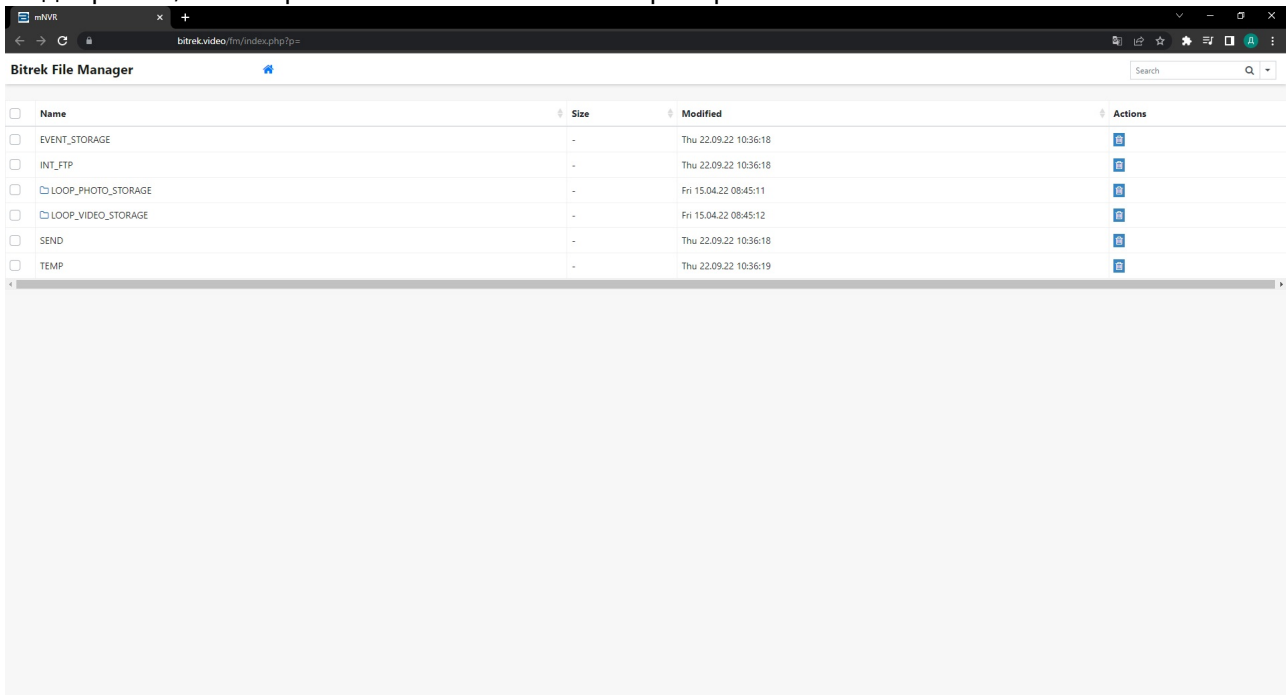 mNVR
bitrek.video/fm/index.php?p=
Д
Bitrek File Manager
Search
Name Size Modified Actions
EVENT_STORAGE - Thu 22.09.22 10:36:18
INT_FTP - Thu 22.09.22 10:36:18
LOOP_PHOTO_STORAGE - Fri 15.04.22 08:45:11
LOOP_VIDEO_STORAGE - Fri 15.04.22 08:45:12
SEND - Thu 22.09.22 10:36:18
TEMP - Thu 22.09.22 10:36:19